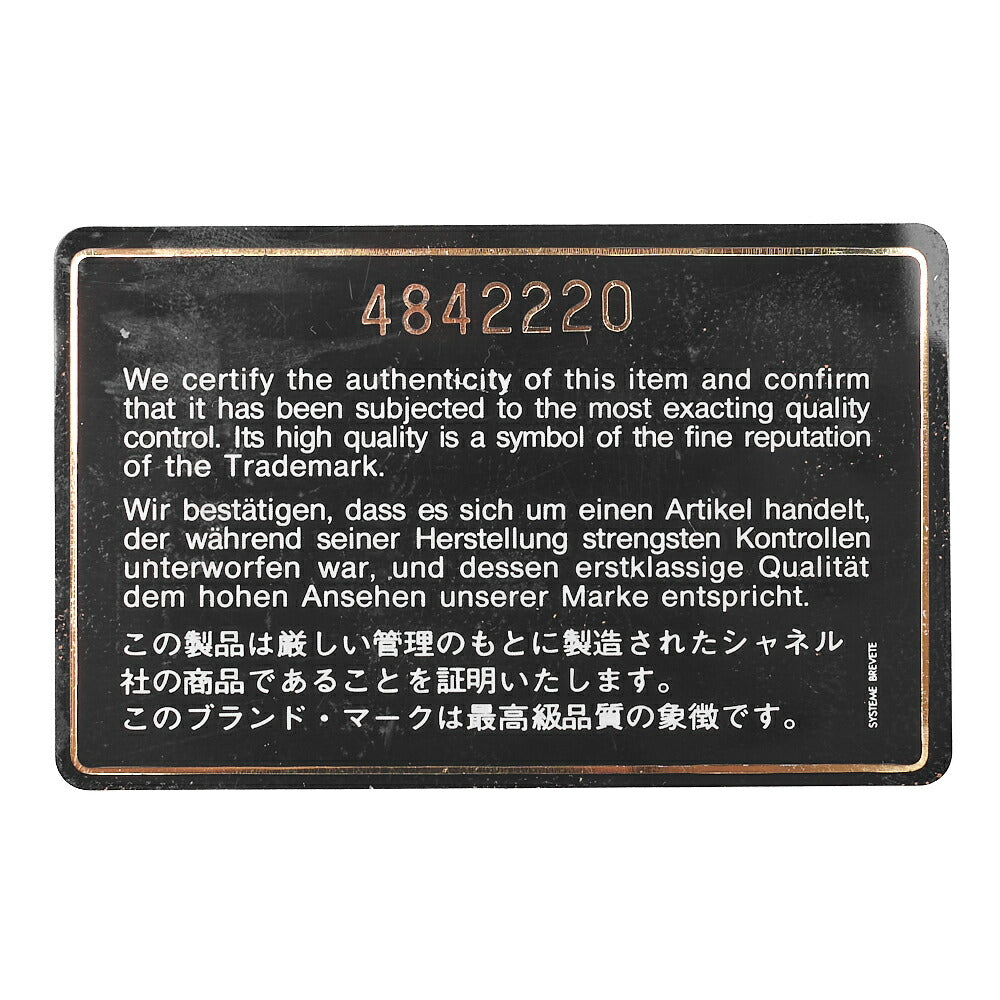 4842220
We certify the authenticity of this item and confirm
that it has been subjected to the most exacting quality
control. Its high quality is a symbol of the fine reputation
of the Trademark.
Wir bestätigen, dass es sich um einen Artikel handelt,
der während seiner Herstellung strengsten Kontrollen
unterworfen war, und dessen erstklassige Qualität
dem hohen Ansehen unserer Marke entspricht.
この製品は厳しい管理のもとに製造されたシャネル
社の商品であることを証明いたします。
このブランド・マークは最高級品質の象徴です。
SYSTEME BREVETE